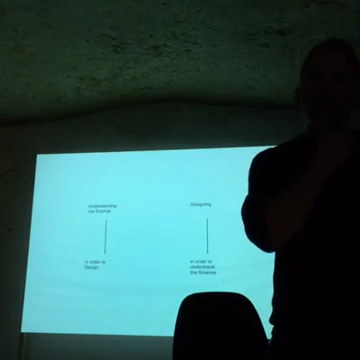 Understanding
the Science
in order to
Design
Designing
in order to
understand
the Science